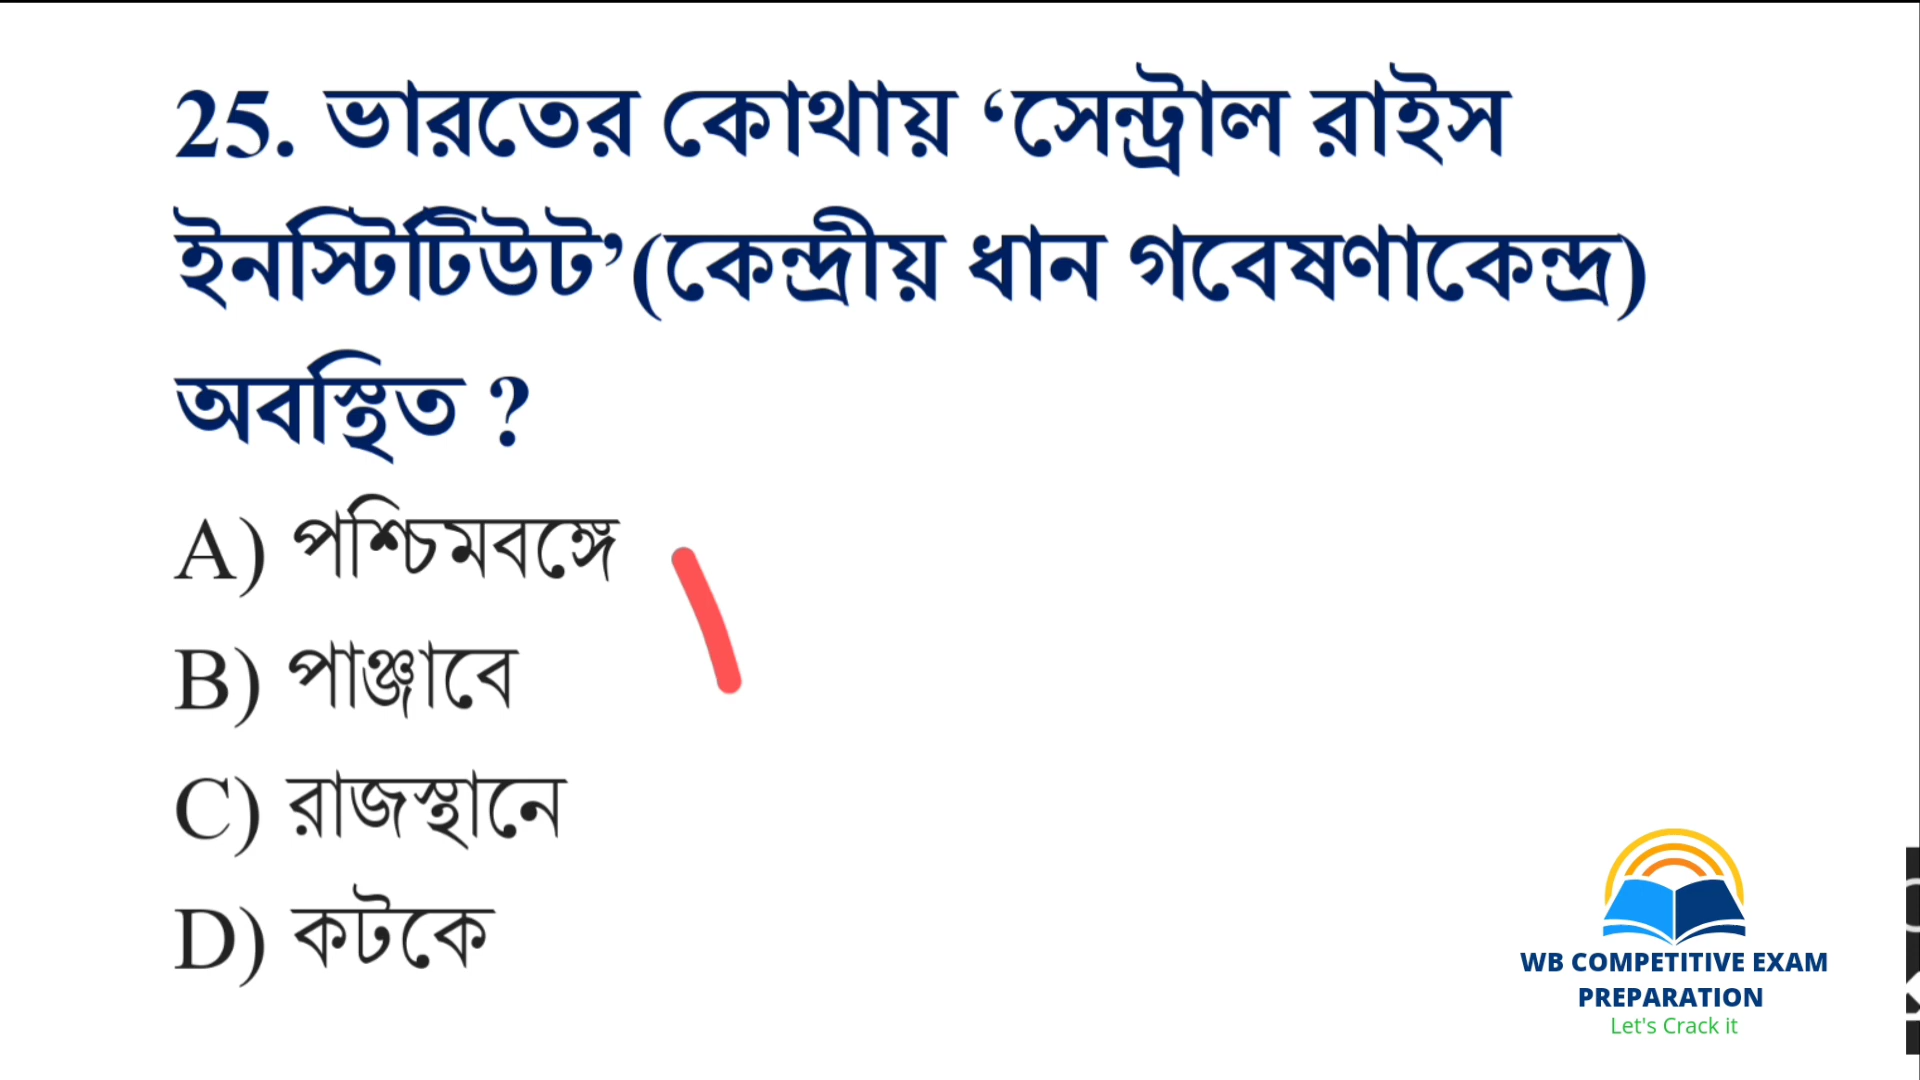 25. ভারতের কোথায় ‘সেন্ট্রাল রাইস
ইনস্টিটিউট’(কেন্দ্রীয় ধান গবেষণাকেন্দ্র)
অবস্থিত ?
A) পশ্চিমবঙ্গে
B) পাঞ্জাবে
C) রাজস্থানে
D) কটকে
WB COMPETITIVE EXAM
PREPARATION
Let's Crack it